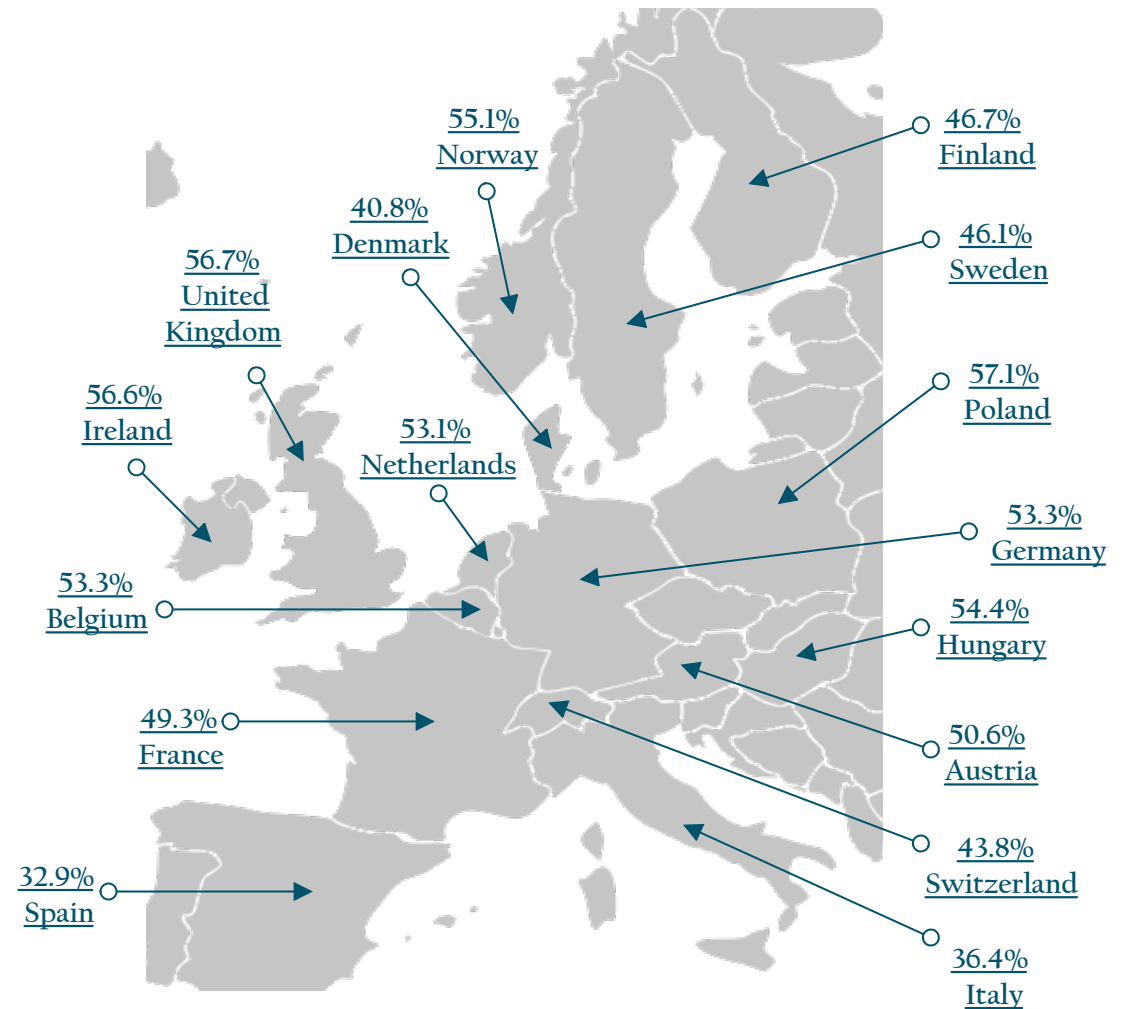 55.1%
Norway
46.7%
Finland
40.8%
Denmark
46.1%
Sweden
56.7%
United
Kingdom
57.1%
Poland
56.6%
Ireland
53.1%
Netherlands
53.3%
Germany
53.3%
Belgium
54.4%
Hungary
49.3%
France
50.6%
Austria
43.8%
Switzerland
32.9%
Spain
36.4%
Italy